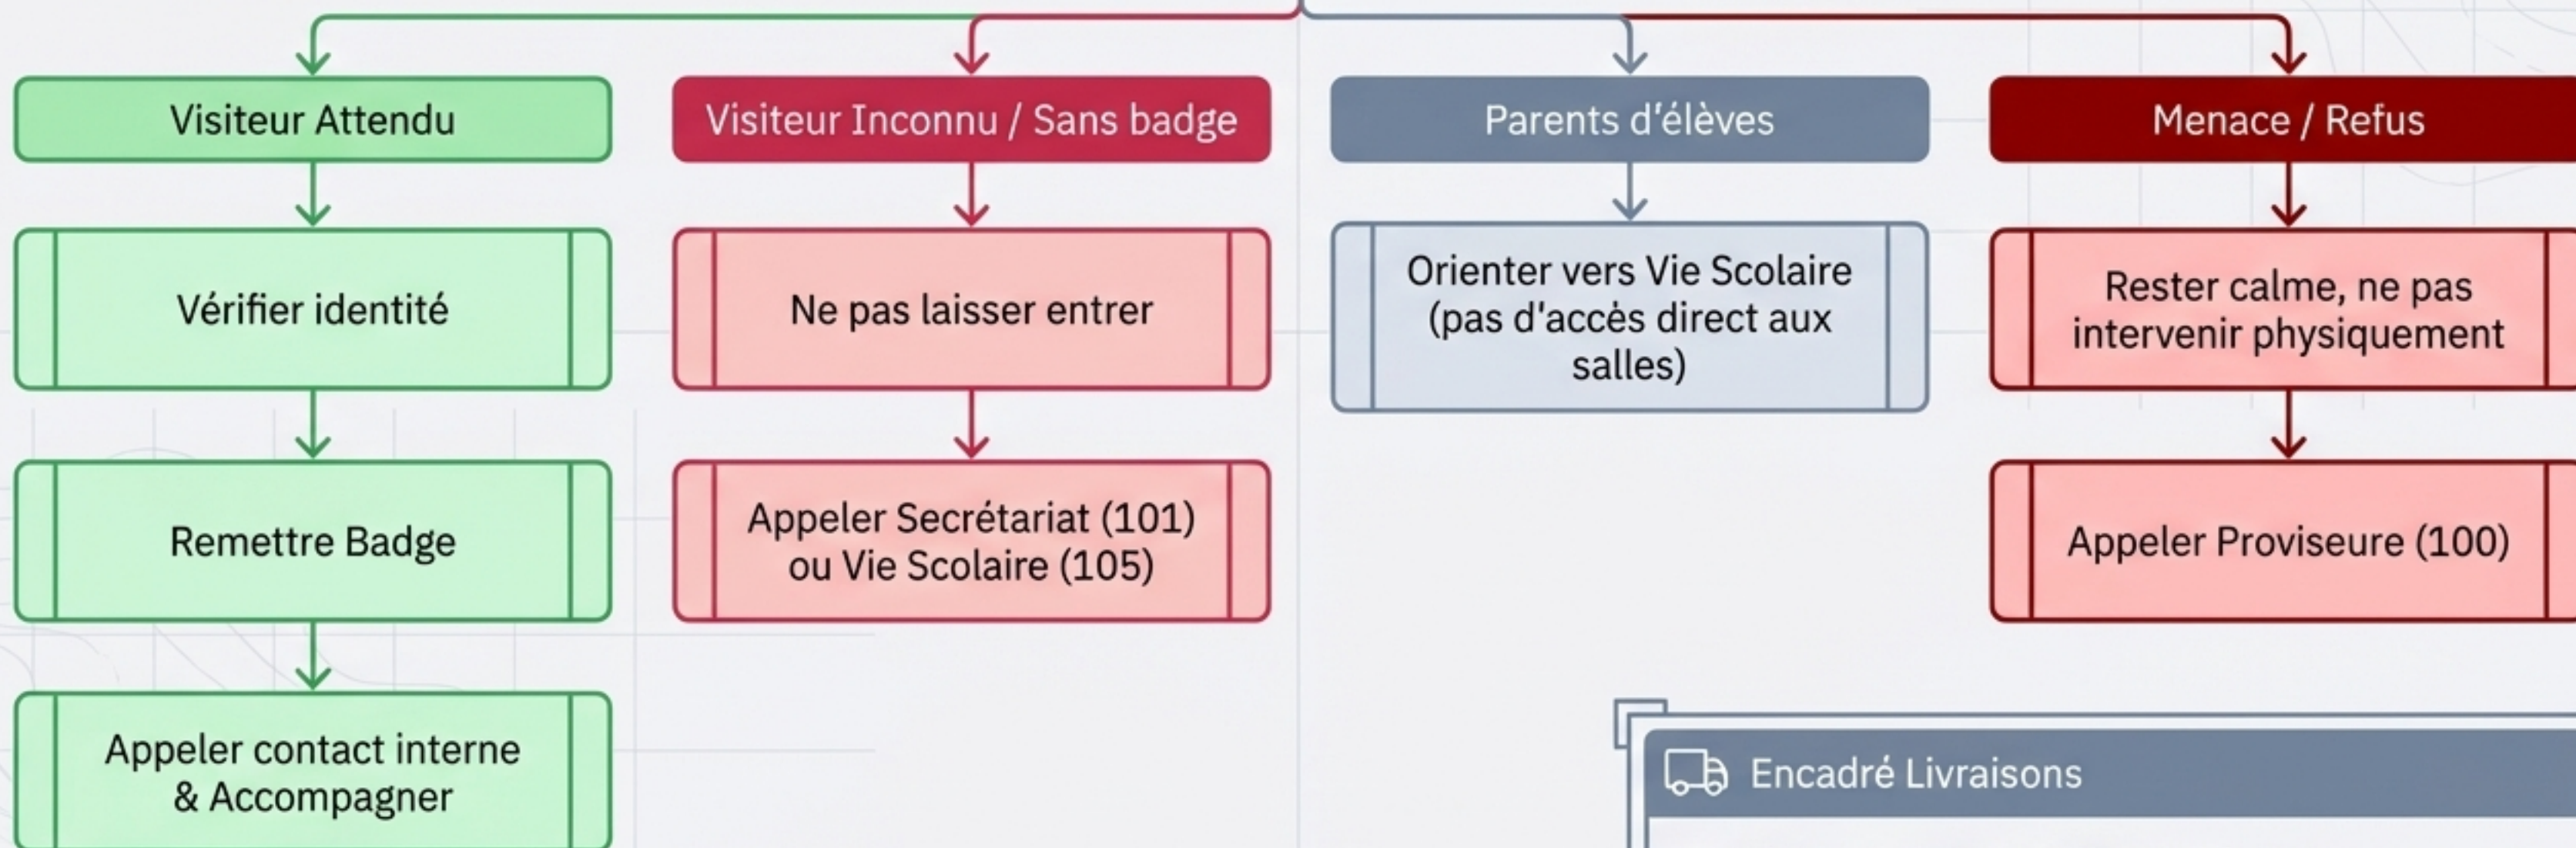 Visiteur Attendu
Vérifier identité
Remettre Badge
Appeler contact interne
& Accompagner
Visiteur Inconnu / Sans badge
Ne pas laisser entrer
Appeler Secrétariat (101)
ou Vie Scolaire (105)
Parents d'élèves
Orienter vers Vie Scolaire
(pas d'accès direct aux
salles)
Menace / Refus
Rester calme, ne pas
intervenir physiquement
Appeler Proviseure (100)
Encadré Livraisons